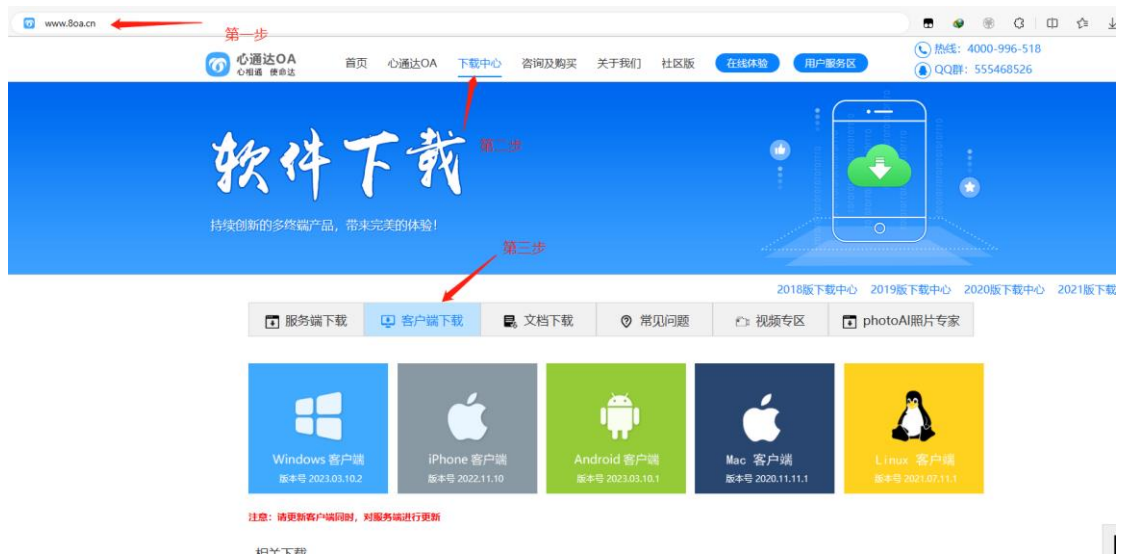 www.8oa.cn
第一步
心通达OA
心相通 使命达
首页 心通达OA 下载中心 咨询及购买 关于我们 社区版 在线体验 用户服务区
热线：4000-996-518
QQ群：555468526
第二步
软件下载
持续创新的多终端产品，带来完美的体验！
第三步
2018版下载中心 2019版下载中心 2020版下载中心 2021版下载
服务端下载 客户端下载 文档下载 常见问题 视频专区 photoAI照片专家
Windows 客户端 iPhone 客户端 Android 客户端 Mac 客户端 Linux 客户端
版本号 2023.03.10.2 版本号 2022.11.10 版本号 2023.03.10.1 版本号 2020.11.11.1 版本号 2021.07.11.1
注意：请更新客户端同时，对服务端进行更新
相关下载